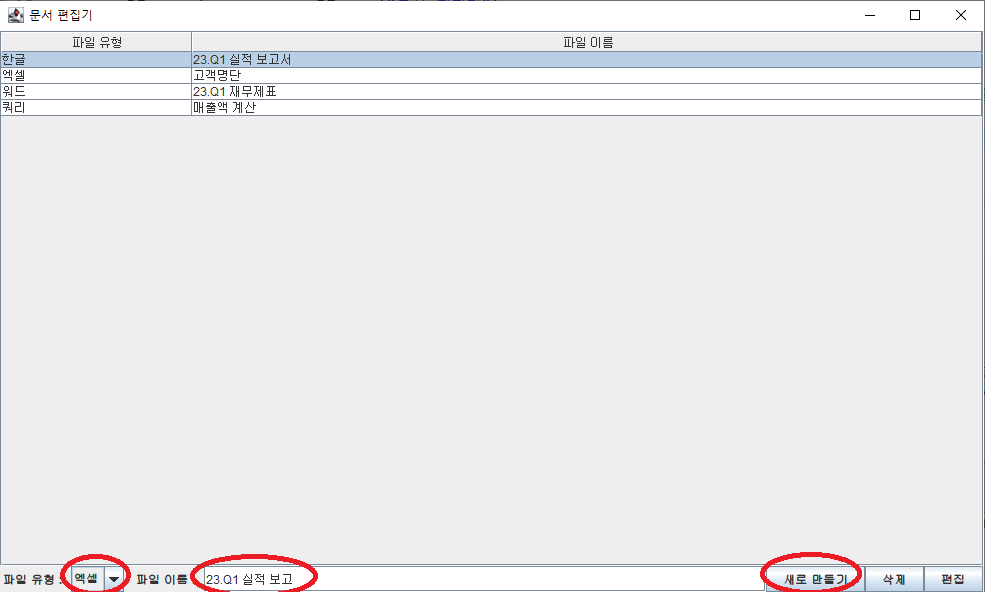 문서 편집기
파일 유형 파일 이름
한글 23.Q1 실적 보고서
엑셀 고객명단
워드 23.Q1 재무제표
쿼리 매출액 계산
파일 유형 : 엑셀 파일 이름 23.Q1 실적 보고 새로 만들기 삭제 편집